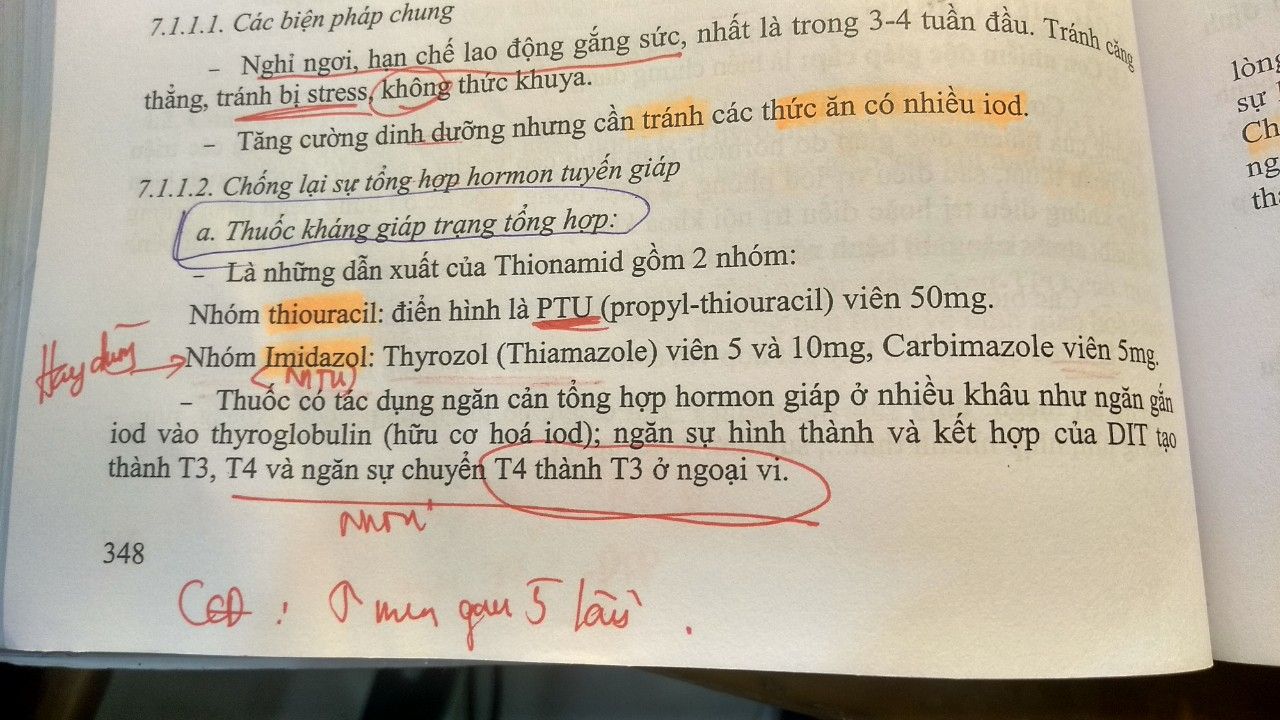 7.1.1.1. Các biện pháp chung
- Nghỉ ngơi, hạn chế lao động gắng sức, nhất là trong 3-4 tuần đầu. Tránh căng
thẳng, tránh bị stress, không thức khuya.
- Tăng cường dinh dưỡng nhưng cần tránh các thức ăn có nhiều iod.
7.1.1.2. Chống lại sự tổng hợp hormon tuyến giáp
a. Thuốc kháng giáp trạng tổng hợp:
- Là những dẫn xuất của Thionamid gồm 2 nhóm:
Nhóm thiouracil: điển hình là PTU (propyl-thiouracil) viên 50mg.
Hay dùng → Nhóm Imidazol: Thyrozol (Thiamazole) viên 5 và 10mg, Carbimazole viên 5mg.
(MTU)
- Thuốc có tác dụng ngăn cản tổng hợp hormon giáp ở nhiều khâu như ngăn gắn
iod vào thyroglobulin (hữu cơ hoá iod); ngăn sự hình thành và kết hợp của DIT tạo
thành T3, T4 và ngăn sự chuyển T4 thành T3 ở ngoại vi.
348
CCĐ : ↑ men gan 5 lần.
lòng
sự
Ch
ng